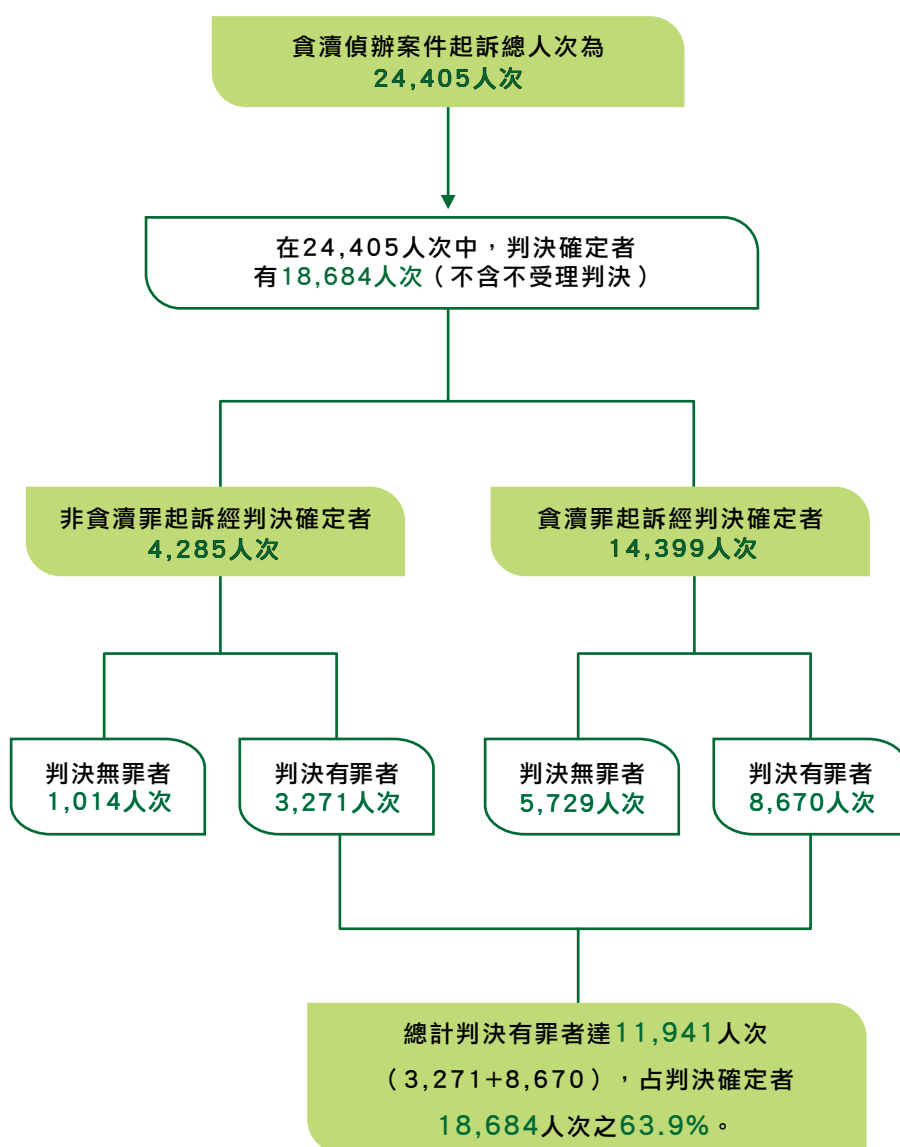 貪瀆偵辦案件起訴總人次為
24,405人次
在24,405人次中，判決確定者
有18,684人次（不含不受理判決）
非貪瀆罪起訴經判決確定者
4,285人次
貪瀆罪起訴經判決確定者
14,399人次
判決無罪者
1,014人次
判決有罪者
3,271人次
判決無罪者
5,729人次
判決有罪者
8,670人次
總計判決有罪者達11,941人次
（3,271+8,670），占判決確定者
18,684人次之63.9%。